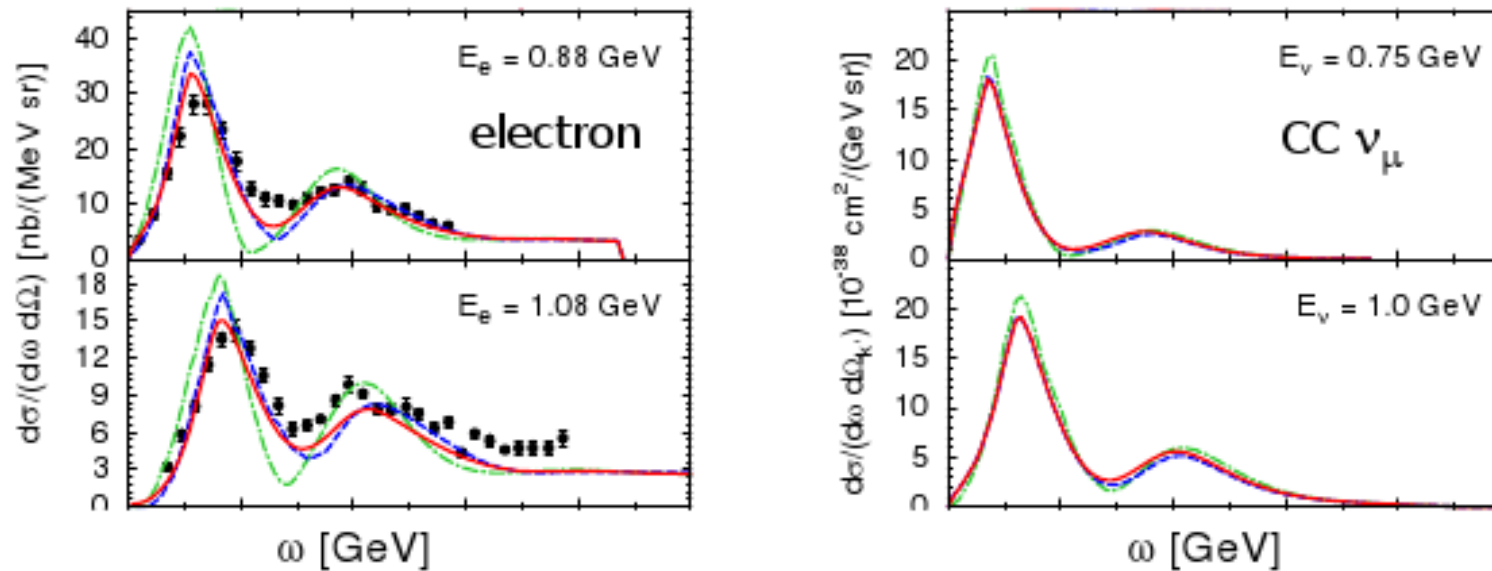 dσ/(dω dΩ) [nb/(MeV sr)]
40
30
20
10
0
E_e = 0.88 GeV
electron
18
15
12
9
6
3
0
E_e = 1.08 GeV
ω [GeV]
dσ/(dω dΩ_k') [10^-38 cm^2/(GeV sr)]
20
15
10
5
0
E_ν = 0.75 GeV
CC ν_μ
20
15
10
5
0
E_ν = 1.0 GeV
ω [GeV]